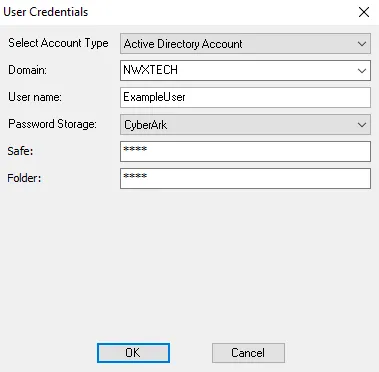 User Credentials
Select Account Type Active Directory Account
Domain: NWXTECH
User name: ExampleUser
Password Storage: CyberArk
Safe: ****
Folder: ****
OK Cancel